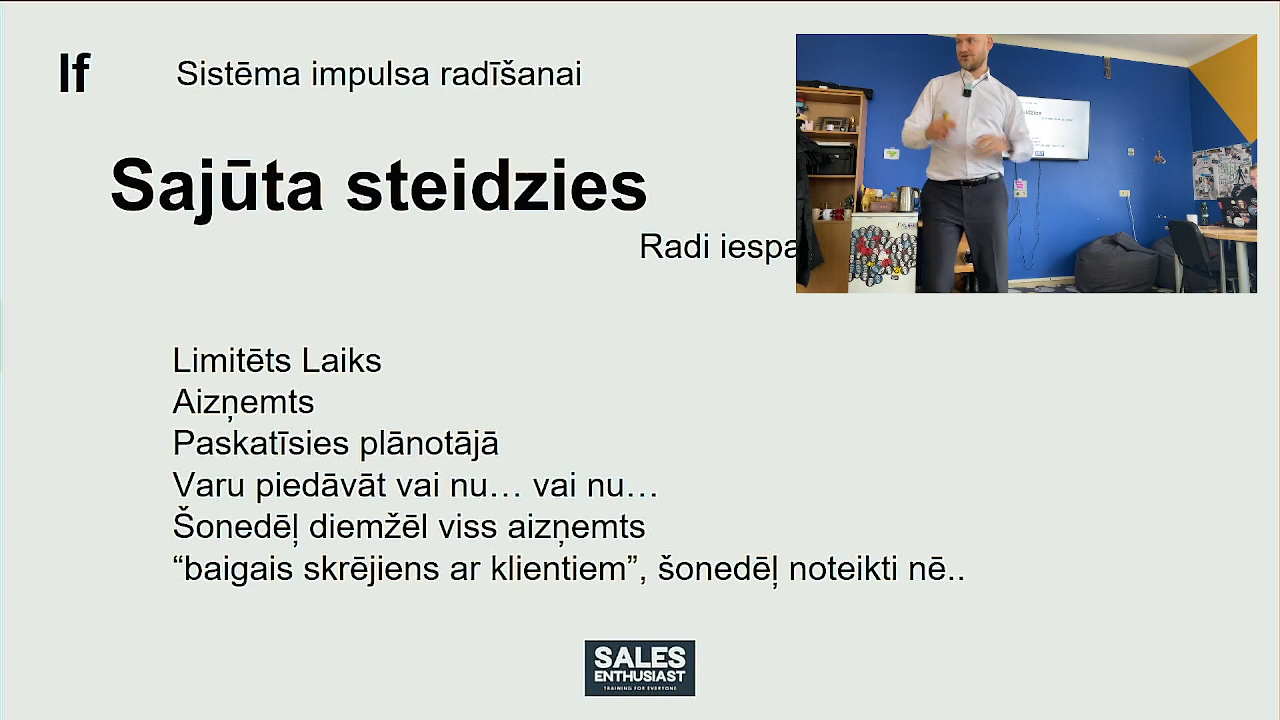 If
Sistēma impulsa radīšanai
Sajūta steidzies
Radi
Limitēts Laiks
Aizņemts
Paskatīsies plānotājā
Varu piedāvāt vai nu… vai nu…
Šonedēļ diemžēl viss aizņemts
“baigais skrējiens ar klientiem”, šonedēļ noteikti nē..
SALES
ENTHUSIAST
TRAINING FOR EVERYONE